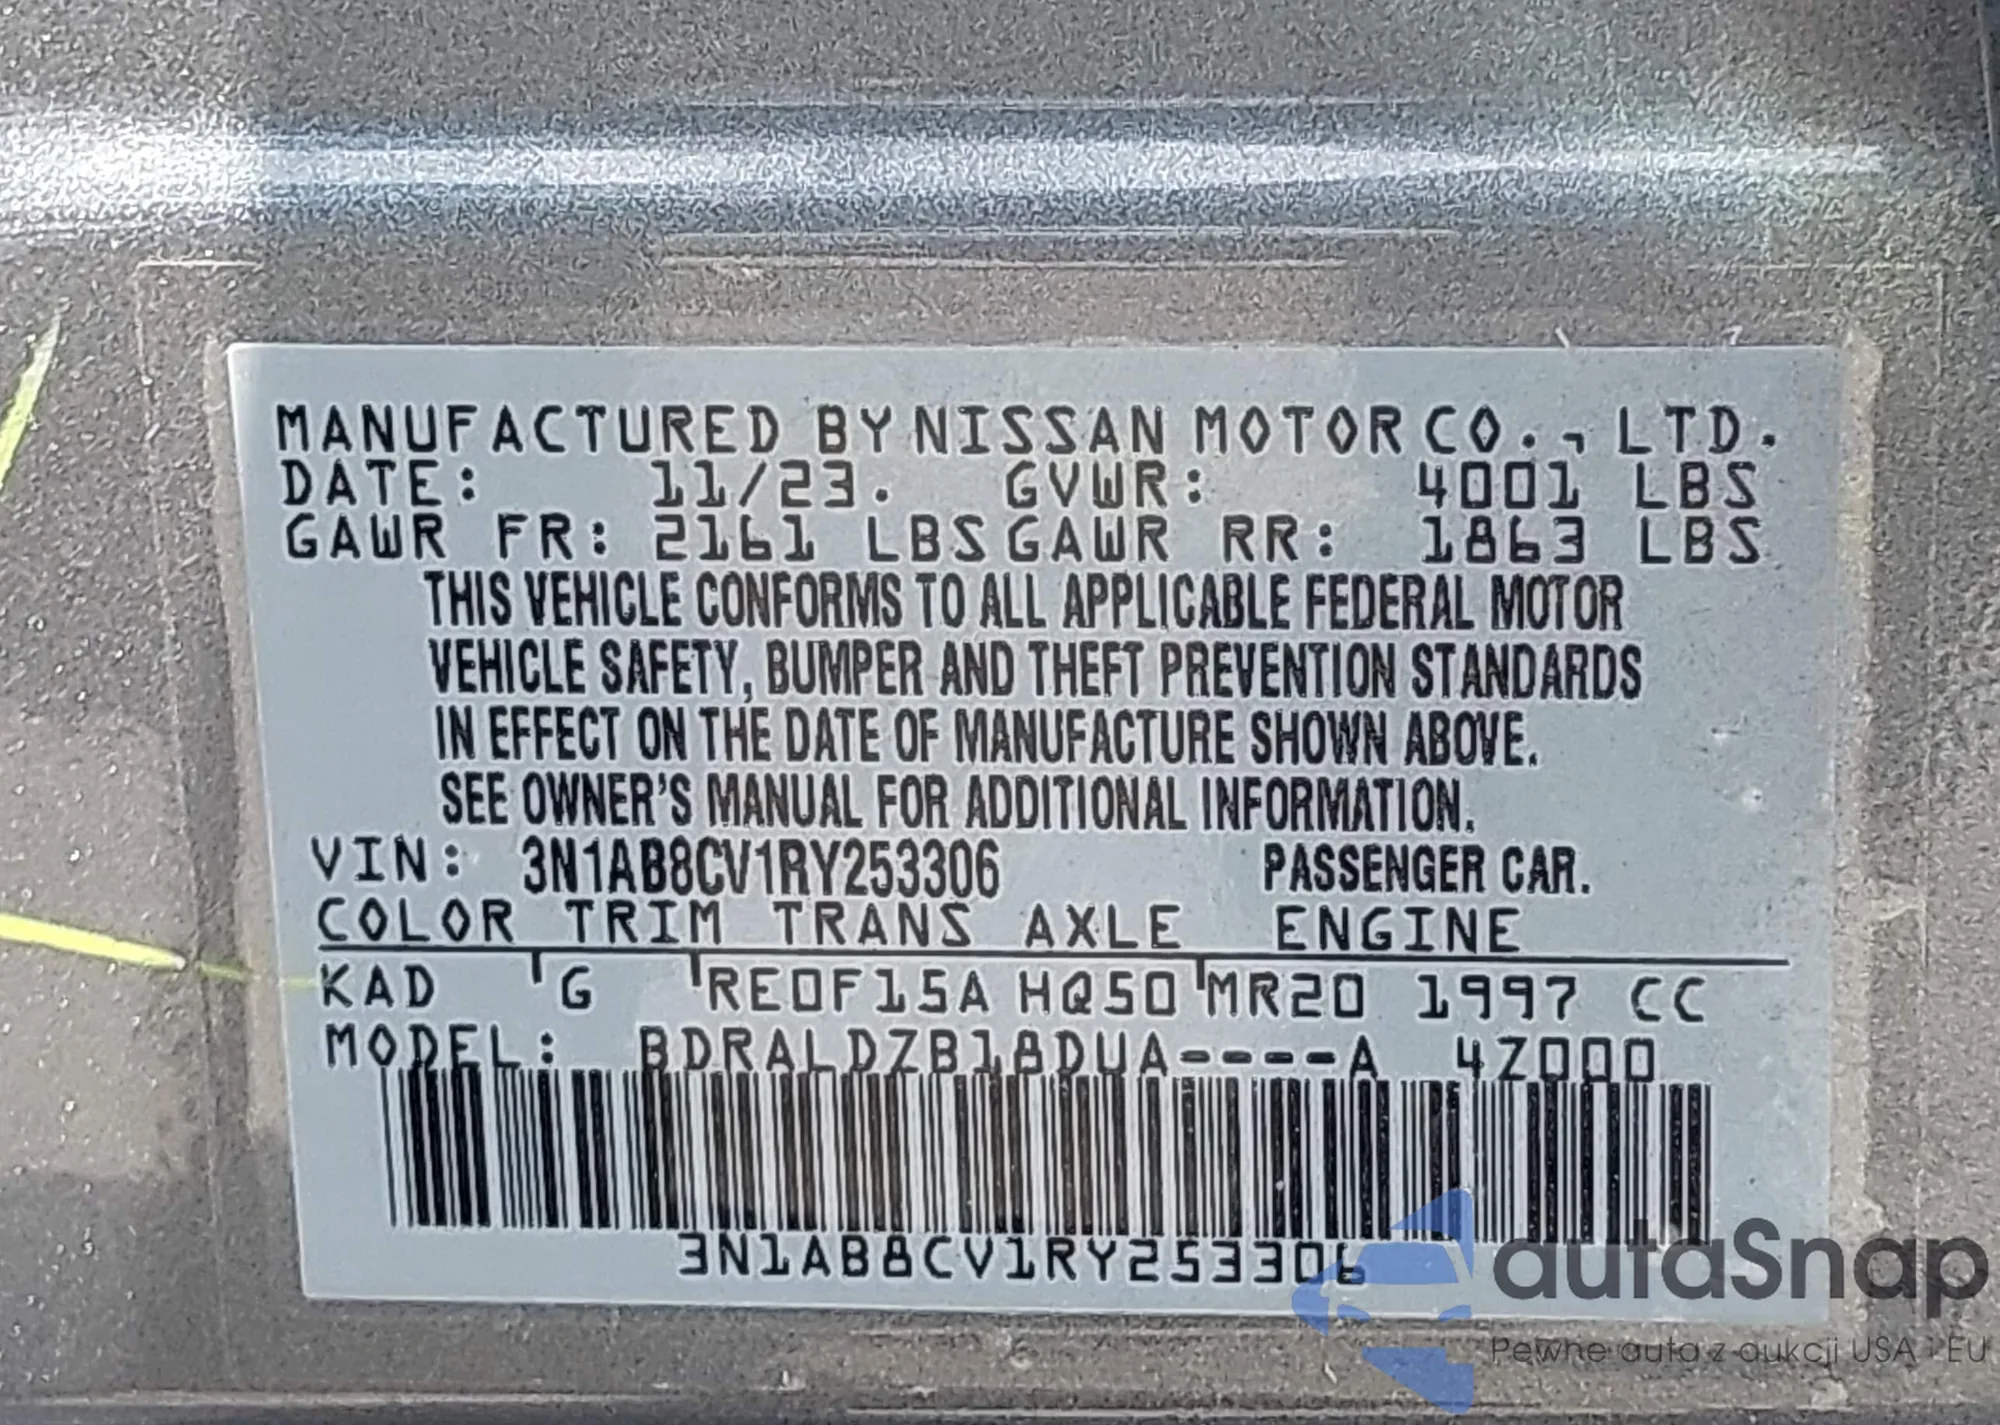 MANUFACTURED BY NISSAN MOTOR CO., LTD.
DATE: 11/23. GVWR: 4001 LBS
GAWR FR: 2161 LBS GAWR RR: 1863 LBS
THIS VEHICLE CONFORMS TO ALL APPLICABLE FEDERAL MOTOR
VEHICLE SAFETY, BUMPER AND THEFT PREVENTION STANDARDS
IN EFFECT ON THE DATE OF MANUFACTURE SHOWN ABOVE.
SEE OWNER'S MANUAL FOR ADDITIONAL INFORMATION.
VIN: 3N1AB8CV1RY253306 PASSENGER CAR.
COLOR TRIM TRANS AXLE ENGINE
KAD G RE0F15A HQ50 MR20 1997 CC
MODEL: BDRALDZB18DUA----A 4Z000
3N1AB8CV1RY253306
autaSnap
Pewne auta z aukcji USA i EU